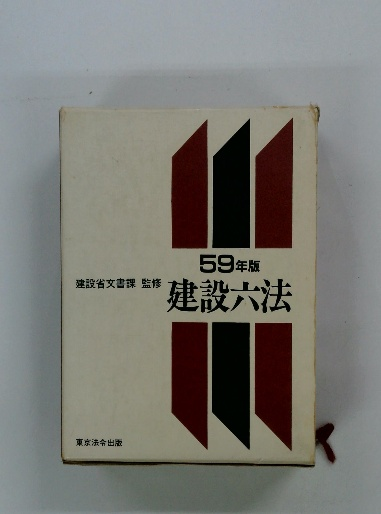 59年版
建設省文書課 監修
建設六法
東京法令出版